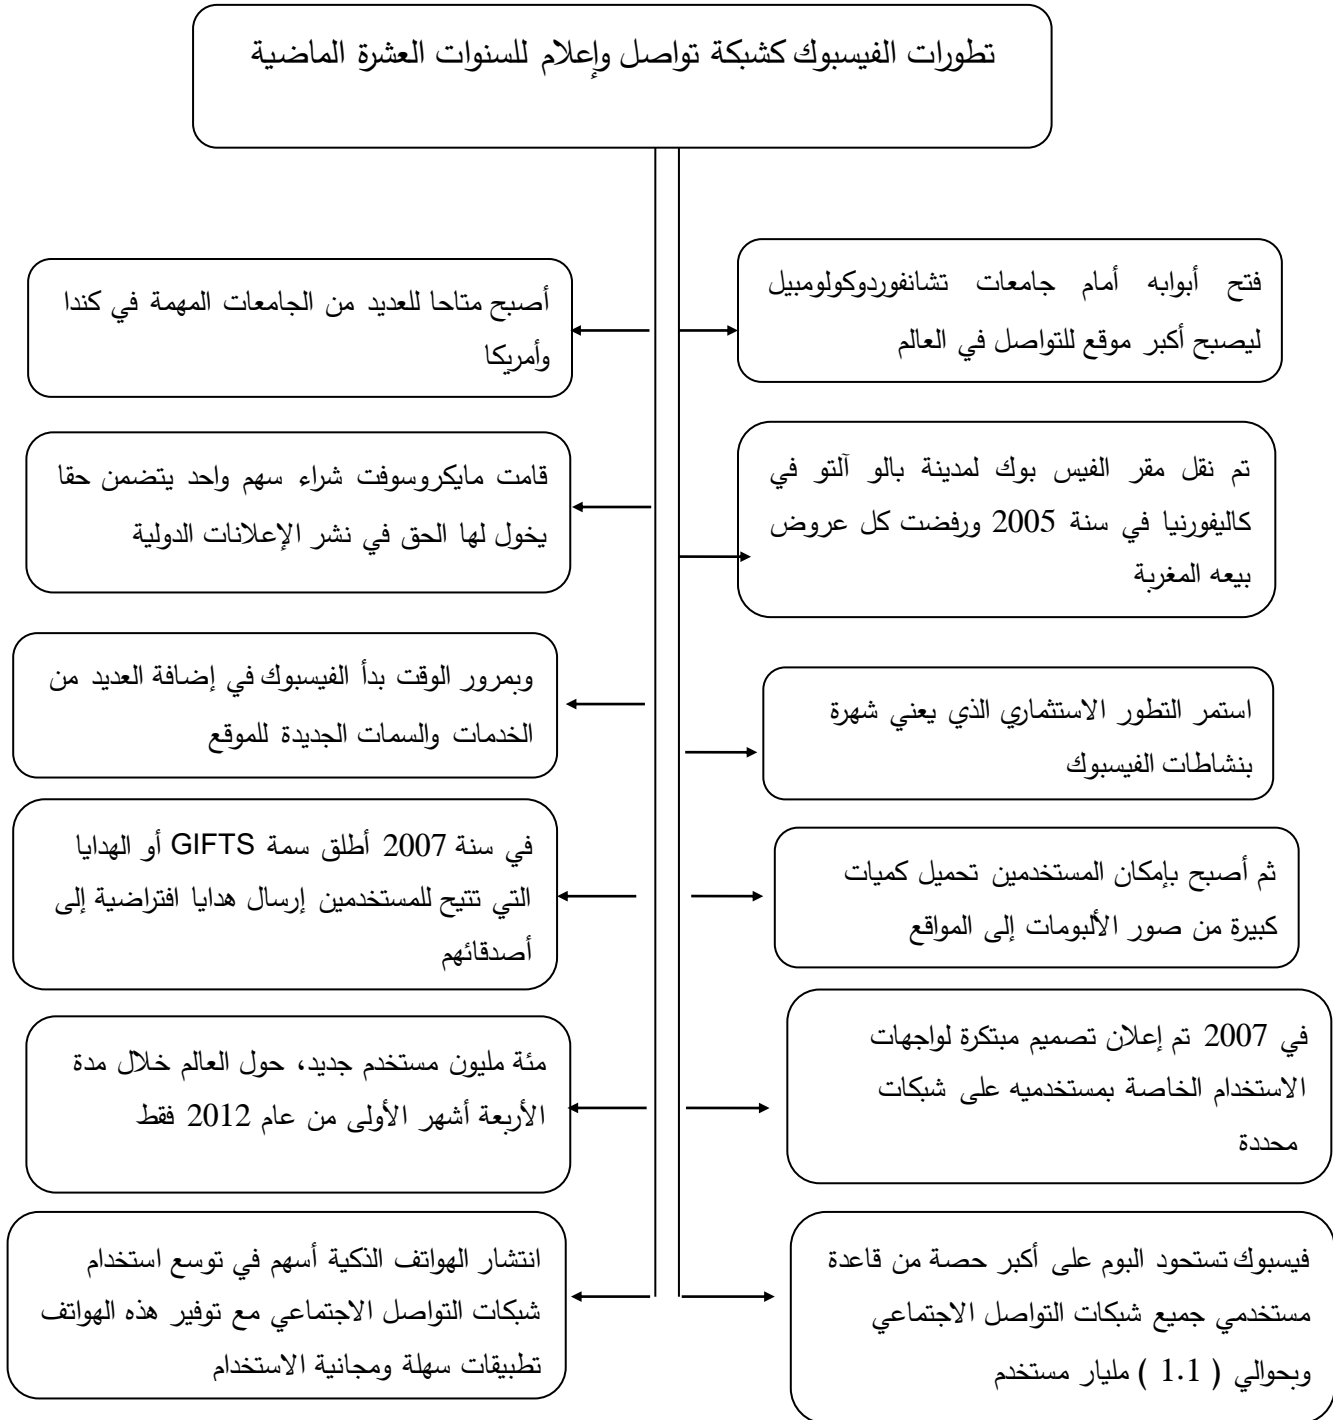 تطورات الفيسبوك كشبكة تواصل وإعلام للسنوات العشرة الماضية
فتح أبوابه أمام جامعات تشانفوردوكولومبيل
ليصبح أكبر موقع للتواصل في العالم
أصبح متاحا للعديد من الجامعات المهمة في كندا
وأمريكا
تم نقل مقر الفيس بوك لمدينة بالو آلتو في
كاليفورنيا في سنة 2005 ورفضت كل عروض
بيعه المغربة
قامت مايكروسوفت شراء سهم واحد يتضمن حقا
يخول لها الحق في نشر الإعلانات الدولية
استمر التطور الاستثماري الذي يعني شهرة
بنشاطات الفيسبوك
وبمرور الوقت بدأ الفيسبوك في إضافة العديد من
الخدمات والسمات الجديدة للموقع
ثم أصبح بإمكان المستخدمين تحميل كميات
كبيرة من صور الألبومات إلى المواقع
في سنة 2007 أطلق سمة GIFTS أو الهدايا
التي تتيح للمستخدمين إرسال هدايا افتراضية إلى
أصدقائهم
في 2007 تم إعلان تصميم مبتكرة لواجهات
الاستخدام الخاصة بمستخدميه على شبكات
محددة
مئة مليون مستخدم جديد، حول العالم خلال مدة
الأربعة أشهر الأولى من عام 2012 فقط
فيسبوك تستحود البوم على أكبر حصة من قاعدة
مستخدمي جميع شبكات التواصل الاجتماعي
وبحوالي ( 1.1 ) مليار مستخدم
انتشار الهواتف الذكية أسهم في توسع استخدام
شبكات التواصل الاجتماعي مع توفير هذه الهواتف
تطبيقات سهلة ومجانية الاستخدام